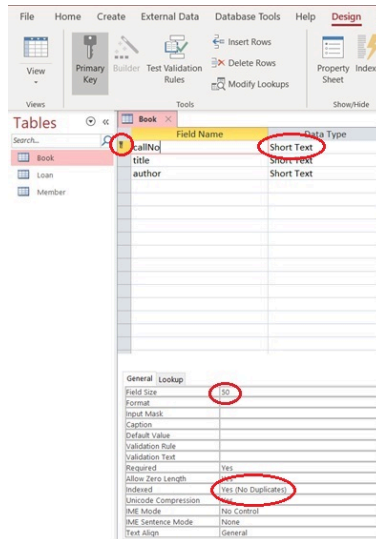 File Home Create External Data Database Tools Help Design
View
Primary Key
Builder
Test Validation Rules
Insert Rows
Delete Rows
Modify Lookups
Property Sheet
Index
Views Tools Show/Hide
Tables
Search...
Book
Loan
Member
Book
Field Name Data Type
callNo Short Text
title Short Text
author Short Text
General Lookup
Field Size 50
Format
Input Mask
Caption
Default Value
Validation Rule
Validation Text
Required Yes
Allow Zero Length Yes
Indexed Yes (No Duplicates)
Unicode Compression Yes
IME Mode No Control
IME Sentence Mode None
Text Align General